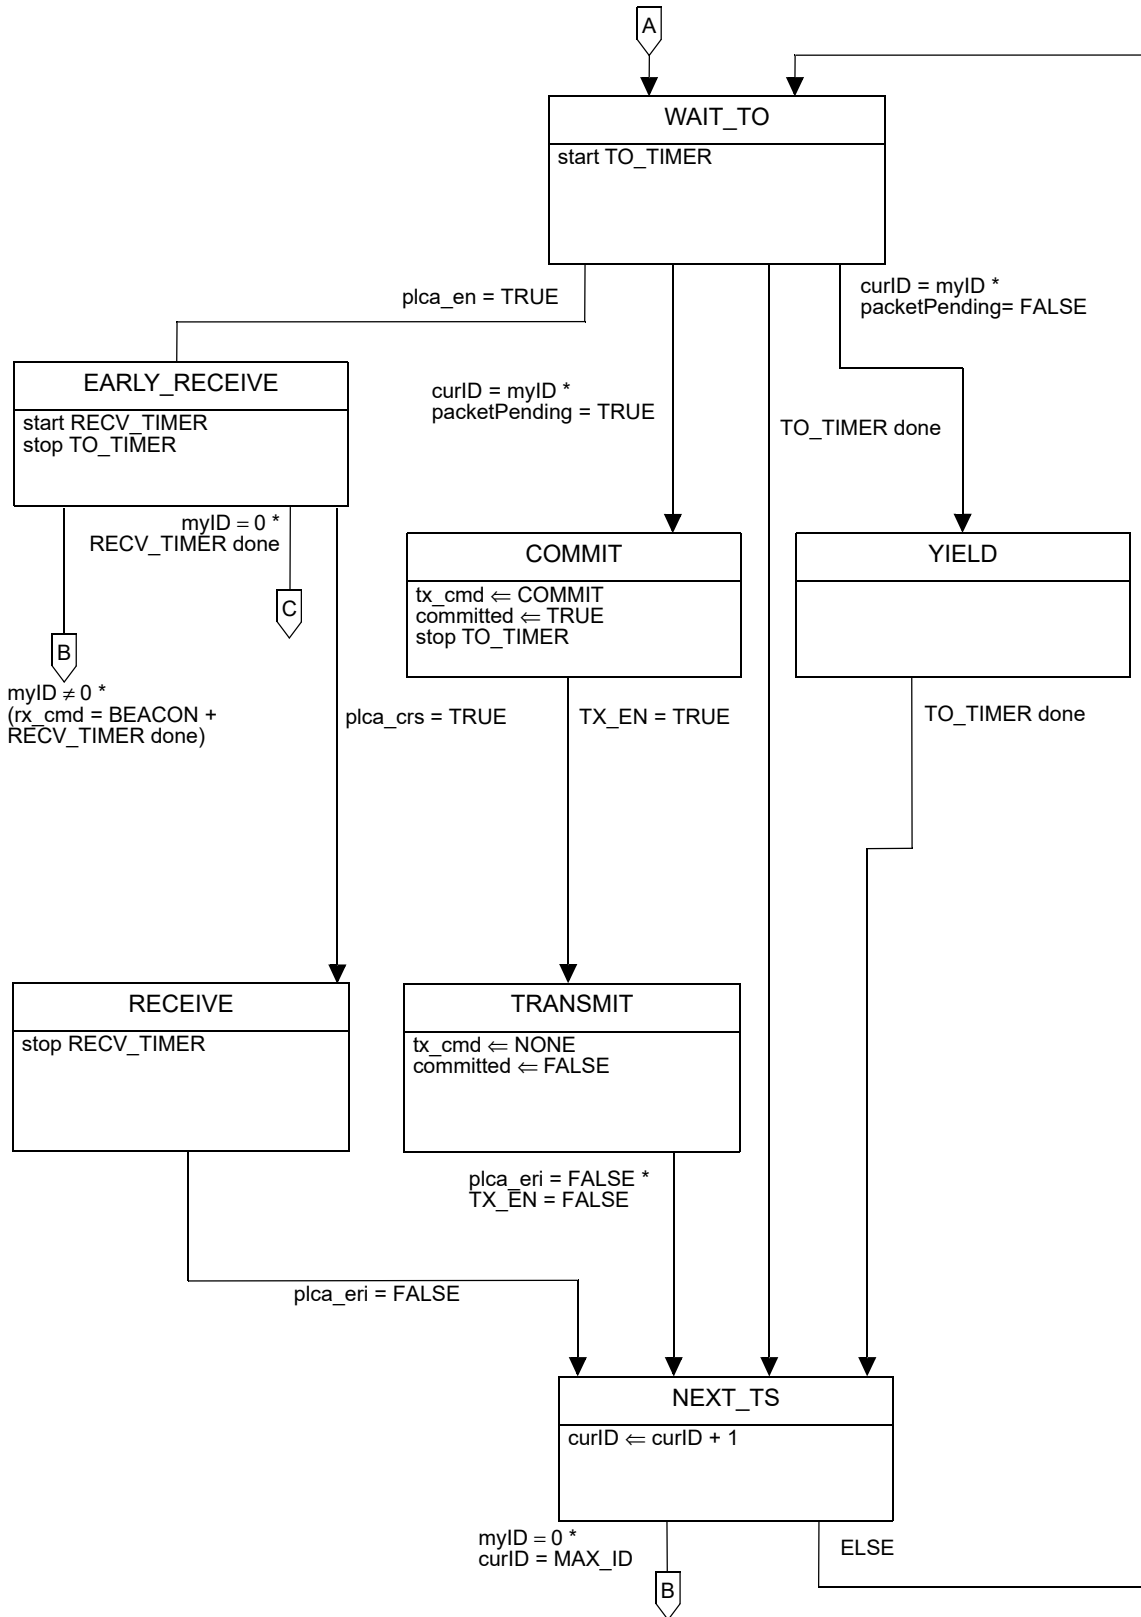 A
WAIT_TO
start TO_TIMER
plca_en = TRUE
curID = myID *
packetPending= FALSE
EARLY_RECEIVE
start RECV_TIMER
stop TO_TIMER
curID = myID *
packetPending = TRUE
TO_TIMER done
myID = 0 *
RECV_TIMER done
C
B
myID ≠ 0 *
(rx_cmd = BEACON +
RECV_TIMER done)
COMMIT
tx_cmd ⇐ COMMIT
committed ⇐ TRUE
stop TO_TIMER
YIELD
plca_crs = TRUE
TX_EN = TRUE
TO_TIMER done
RECEIVE
stop RECV_TIMER
TRANSMIT
tx_cmd ⇐ NONE
committed ⇐ FALSE
plca_eri = FALSE *
TX_EN = FALSE
plca_eri = FALSE
NEXT_TS
curID ⇐ curID + 1
myID = 0 *
curID = MAX_ID
ELSE
B